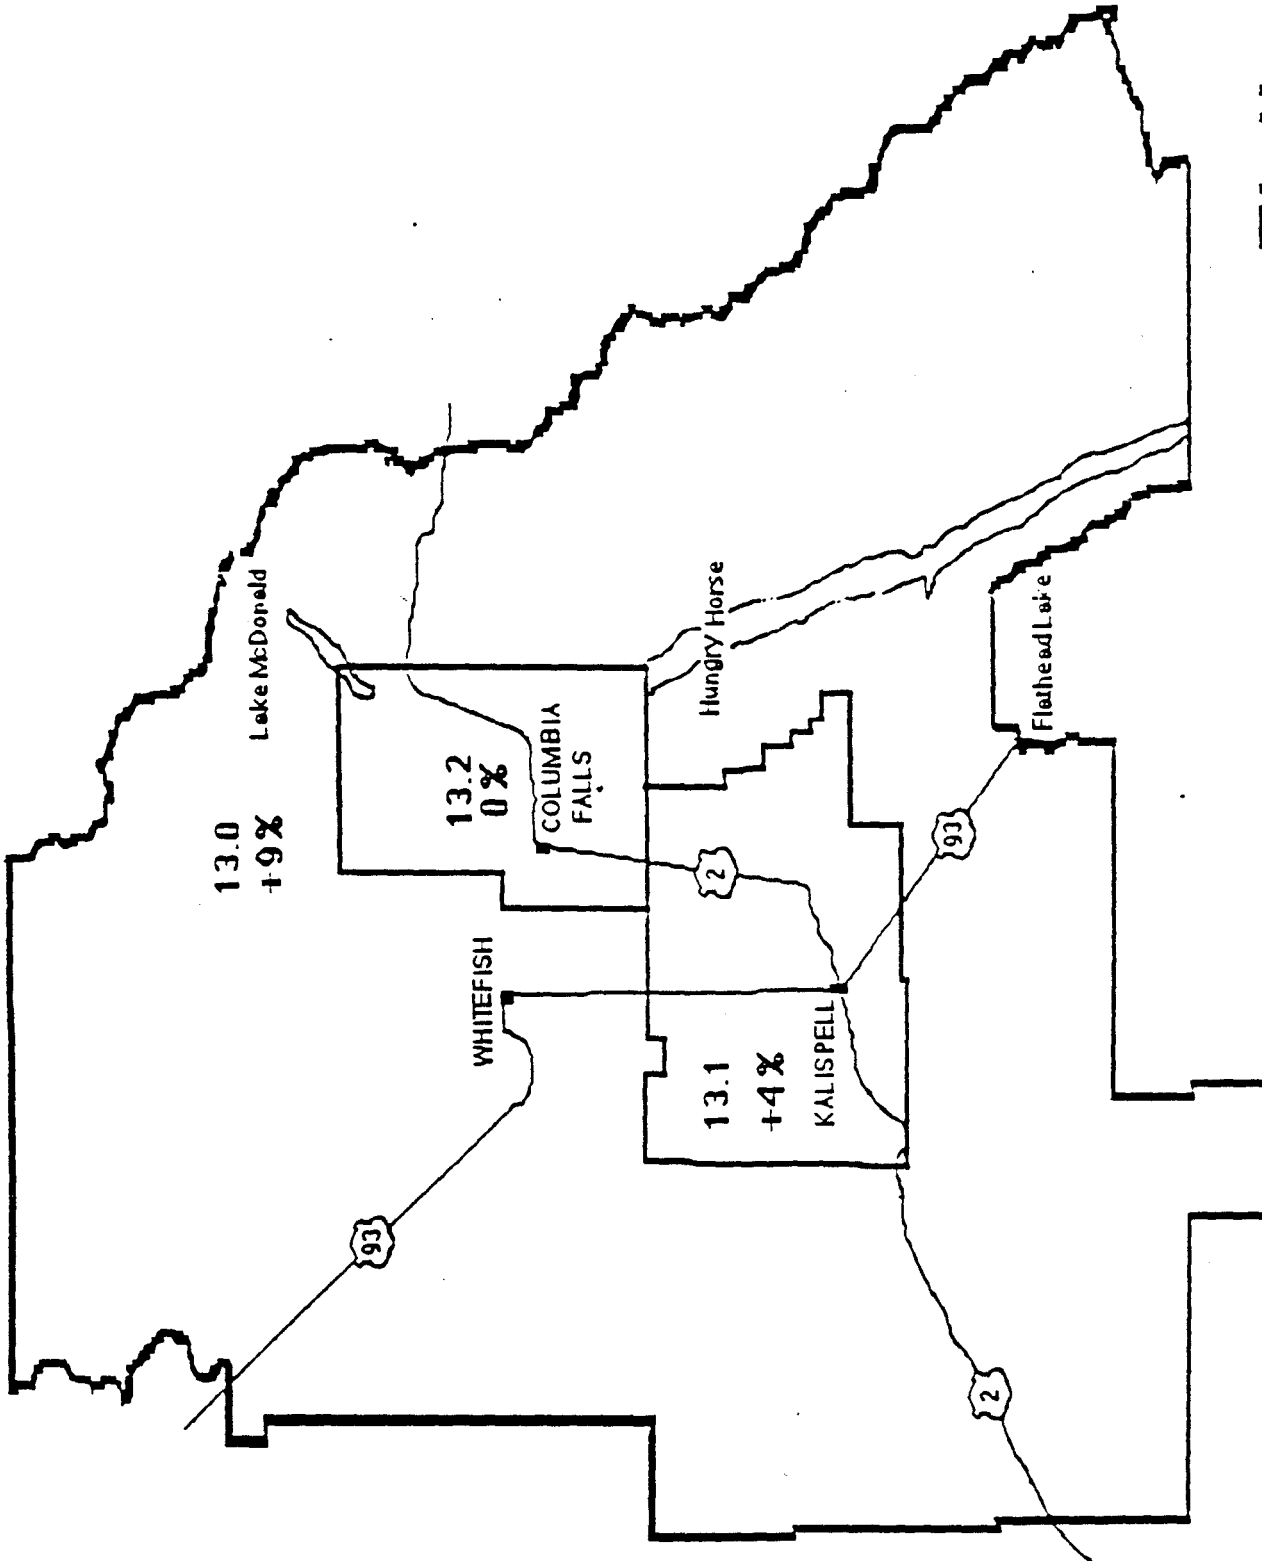 Lake McDonald
13.0
+9%
13.2
0%
COLUMBIA
FALLS
WHITEFISH
Hungry Horse
93
2
13.1
+4%
KALISPELL
93
Flathead Lake
2